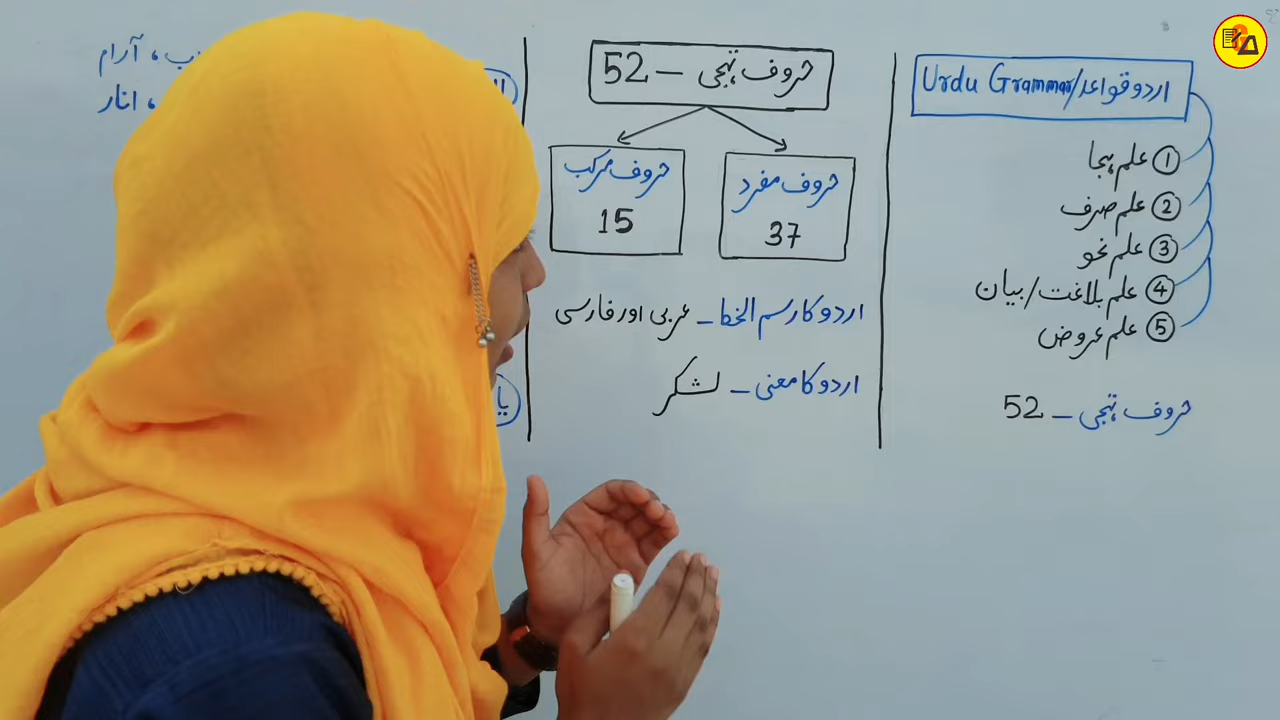 Urdu Grammar/اردو قواعد
① علم ہجا
② علم صرف
③ علم نحو
④ علم بلاغت/بیان
⑤ علم عروض
حروف تہجی - 52
حروف تہجی - 52
حروف مفرد
37
حروف مرکب
15
اردو کا رسم الخط - عربی اور فارسی
اردو کا معنی - لشکر
، آرام
، انار